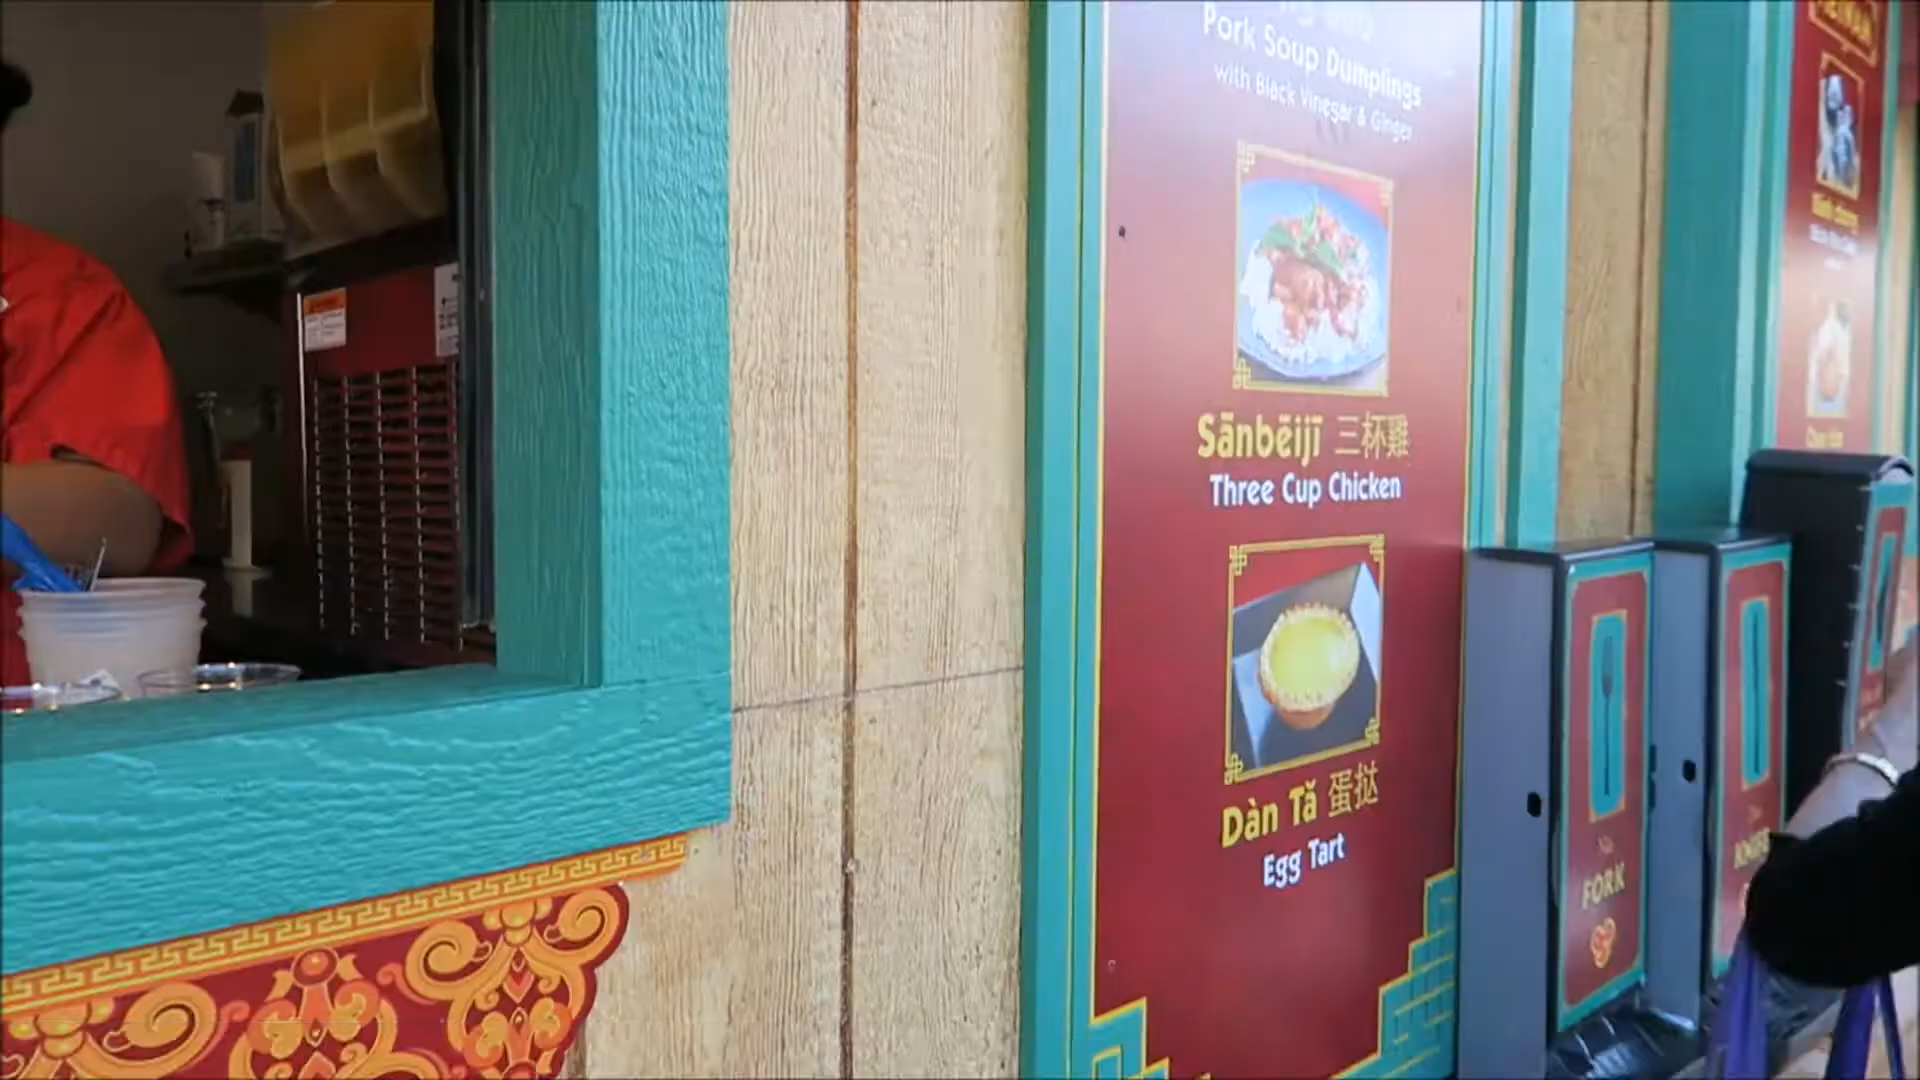 Pork Soup Dumplings
with Black Vinegar & Ginger
Sānbēijī 三杯雞
Three Cup Chicken
Dàn Tǎ 蛋撻
Egg Tart
FORK